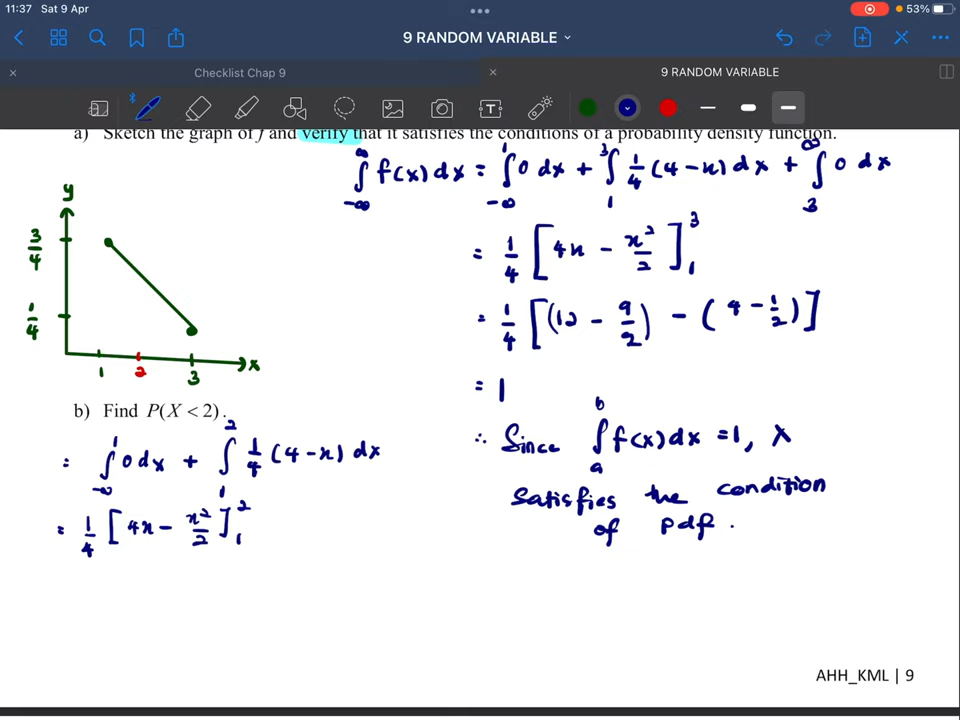 11:37 Sat 9 Apr
53%
9 RANDOM VARIABLE
Checklist Chap 9
9 RANDOM VARIABLE
a) Sketch the graph of f and verify that it satisfies the conditions of a probability density function.
∫_{-∞}^{∞} f(x) dx = ∫_{-∞}^{1} 0 dx + ∫_{1}^{3} 1/4 (4-x) dx + ∫_{3}^{∞} 0 dx
= 1/4 [4x - x²/2]_{1}^{3}
= 1/4 [(12 - 9/2) - (4 - 1/2)]
= 1
∴ Since ∫_{a}^{b} f(x) dx = 1, X
satisfies the condition
of pdf.
y
3/4
1/4
1 2 3 x
b) Find P(X < 2).
= ∫_{-∞}^{1} 0 dx + ∫_{1}^{2} 1/4 (4-x) dx
= 1/4 [4x - x²/2]_{1}^{2}
AHH_KML | 9